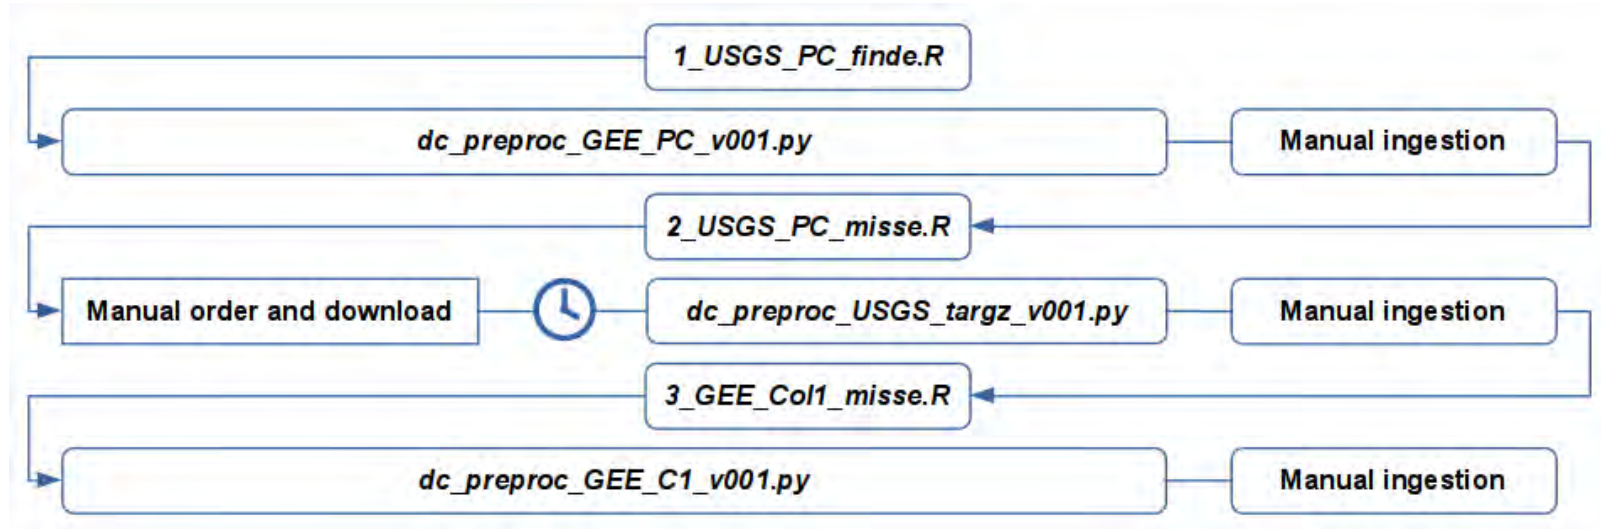 1_USGS_PC_finde.R
dc_preproc_GEE_PC_v001.py
Manual ingestion
2_USGS_PC_misse.R
Manual order and download
dc_preproc_USGS_targz_v001.py
Manual ingestion
3_GEE_Col1_misse.R
dc_preproc_GEE_C1_v001.py
Manual ingestion